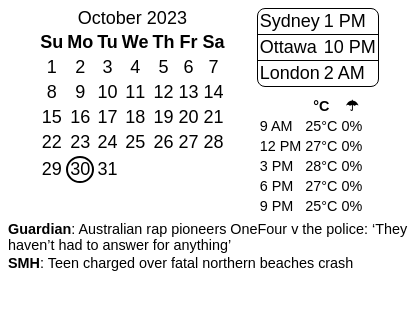 October 2023
Su Mo Tu We Th Fr Sa
1 2 3 4 5 6 7
8 9 10 11 12 13 14
15 16 17 18 19 20 21
22 23 24 25 26 27 28
29 30 31
Sydney 1 PM
Ottawa 10 PM
London 2 AM
°C ☂
9 AM 25°C 0%
12 PM 27°C 0%
3 PM 28°C 0%
6 PM 27°C 0%
9 PM 25°C 0%
Guardian: Australian rap pioneers OneFour v the police: ‘They
haven’t had to answer for anything’
SMH: Teen charged over fatal northern beaches crash